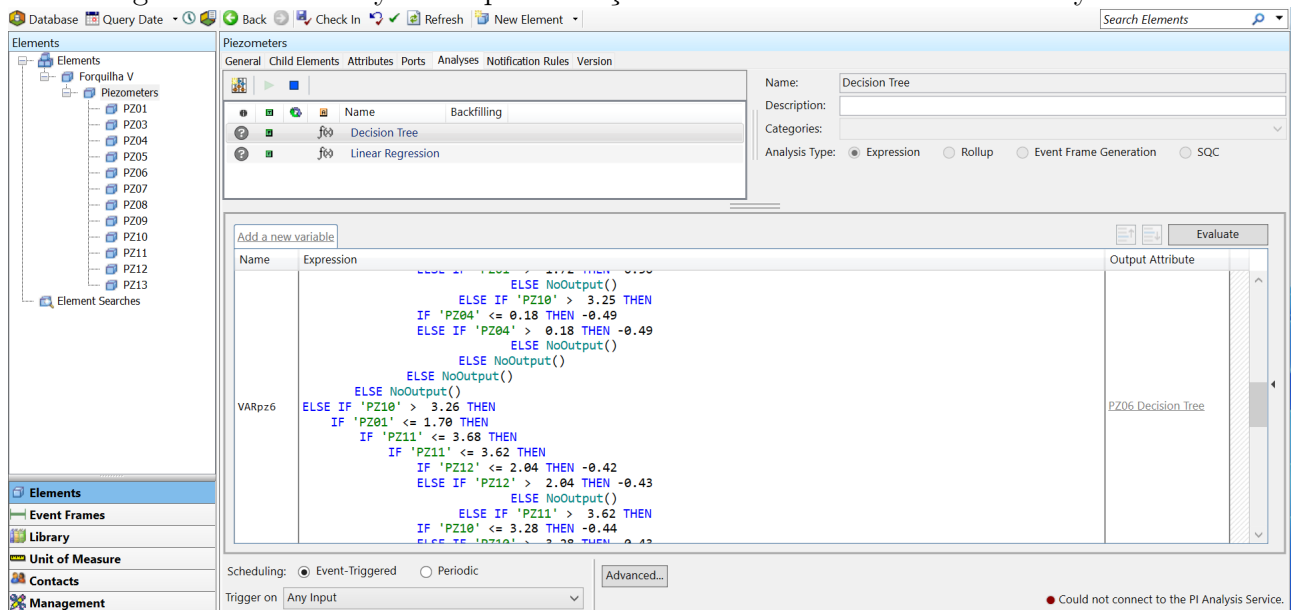 Database Query Date Back Check In Refresh New Element Search Elements
Elements
Elements
Forquilha V
Piezometers
PZ01
PZ03
PZ04
PZ05
PZ06
PZ07
PZ08
PZ09
PZ10
PZ11
PZ12
PZ13
Element Searches
Elements
Event Frames
Library
Unit of Measure
Contacts
Management
Piezometers
General Child Elements Attributes Ports Analyses Notification Rules Version
Name Backfilling
f(x) Decision Tree
f(x) Linear Regression
Name: Decision Tree
Description:
Categories:
Analysis Type: Expression Rollup Event Frame Generation SQC
Add a new variable Evaluate
Name Expression Output Attribute
ELSE NoOutput()
ELSE IF 'PZ10' > 3.25 THEN
IF 'PZ04' <= 0.18 THEN -0.49
ELSE IF 'PZ04' > 0.18 THEN -0.49
ELSE NoOutput()
ELSE NoOutput()
ELSE NoOutput()
ELSE NoOutput()
VARpz6 ELSE IF 'PZ10' > 3.26 THEN PZ06 Decision Tree
IF 'PZ01' <= 1.70 THEN
IF 'PZ11' <= 3.68 THEN
IF 'PZ11' <= 3.62 THEN
IF 'PZ12' <= 2.04 THEN -0.42
ELSE IF 'PZ12' > 2.04 THEN -0.43
ELSE NoOutput()
ELSE IF 'PZ11' > 3.62 THEN
IF 'PZ10' <= 3.28 THEN -0.44
ELSE IF 'PZ10' > 3.28 THEN -0.43
Scheduling: Event-Triggered Periodic Advanced...
Trigger on Any Input
Could not connect to the PI Analysis Service.